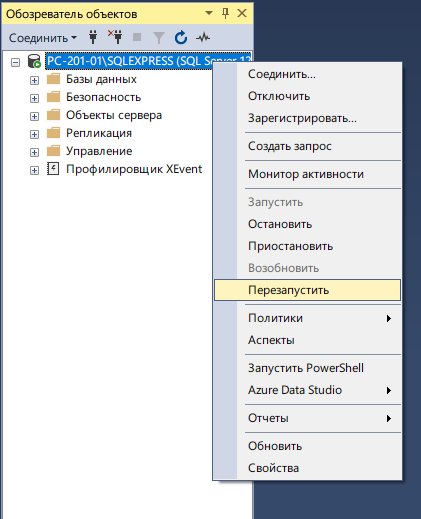 Обозреватель объектов
Соединить
PC-201-01\SQLEXPRESS (SQL Server 12
Базы данных
Безопасность
Объекты сервера
Репликация
Управление
Профилировщик XEvent
Соединить...
Отключить
Зарегистрировать...
Создать запрос
Монитор активности
Запустить
Остановить
Приостановить
Возобновить
Перезапустить
Политики
Аспекты
Запустить PowerShell
Azure Data Studio
Отчеты
Обновить
Свойства